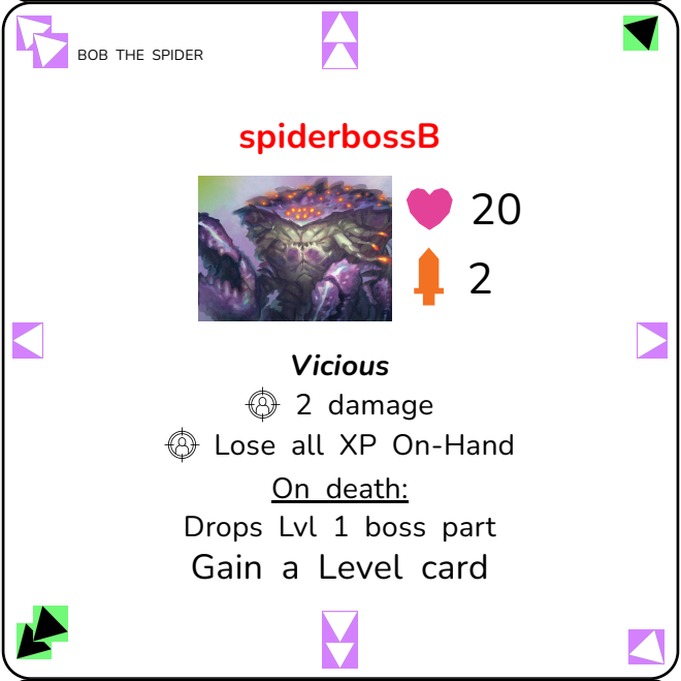 BOB THE SPIDER
spiderbossB
20
2
Vicious
2 damage
Lose all XP On-Hand
On death:
Drops Lvl 1 boss part
Gain a Level card